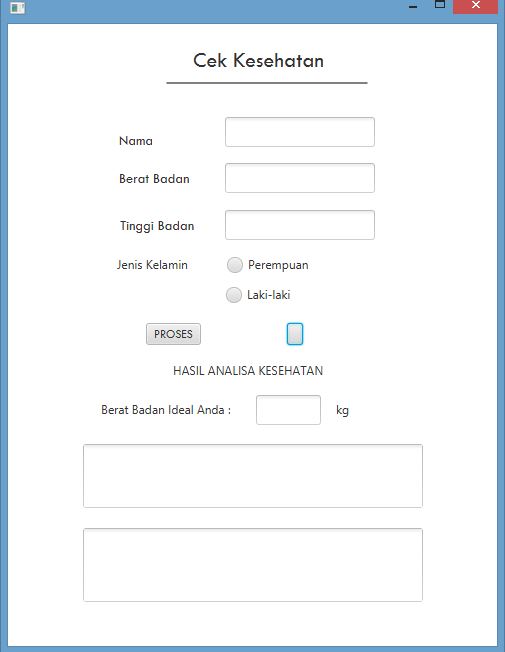 Cek Kesehatan
Nama
Berat Badan
Tinggi Badan
Jenis Kelamin Perempuan
Laki-laki
PROSES
HASIL ANALISA KESEHATAN
Berat Badan Ideal Anda : kg